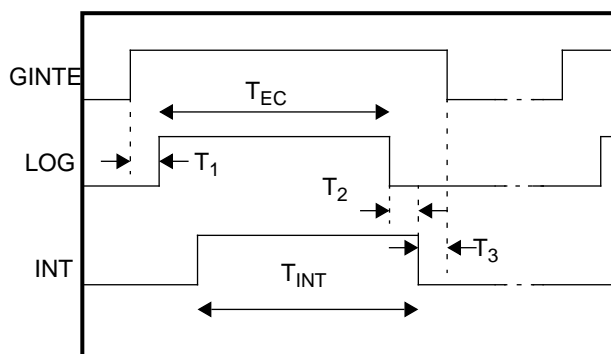 GINTE
T_EC
LOG
T_1
T_2
T_3
INT
T_INT